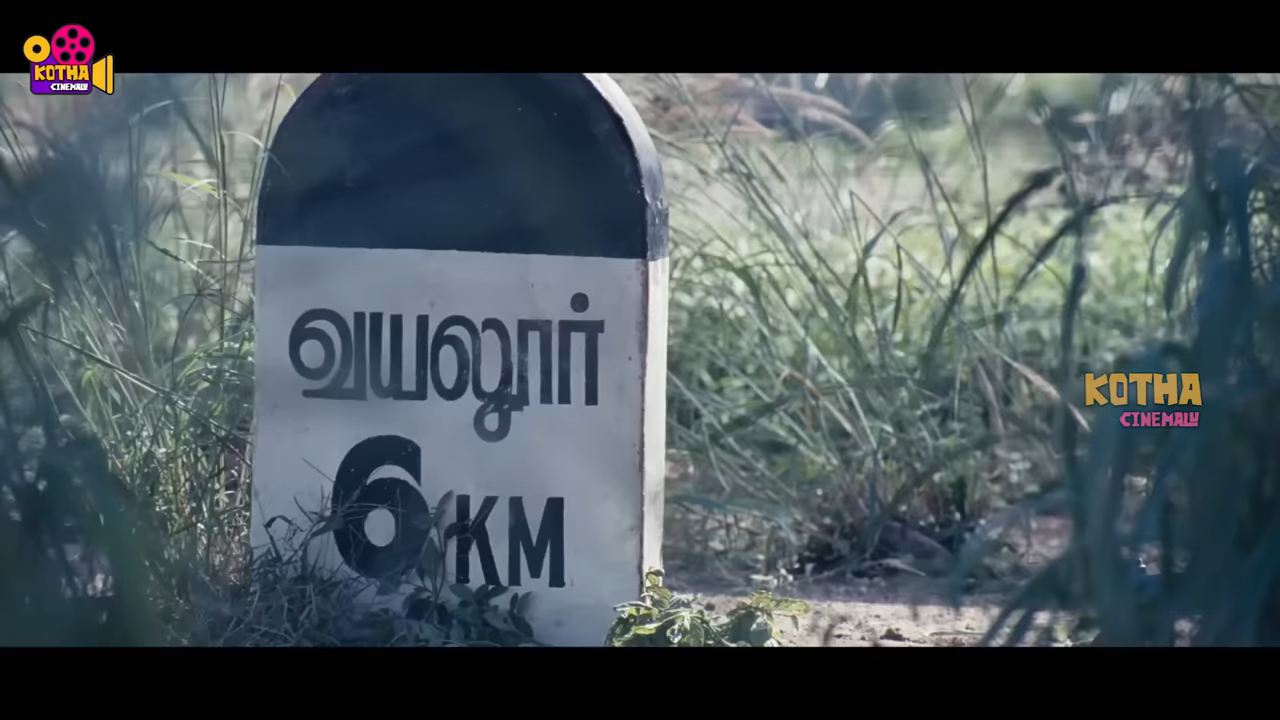 KOTHA
CINEMALU
வயலூர்
6 KM
KOTHA
CINEMALU